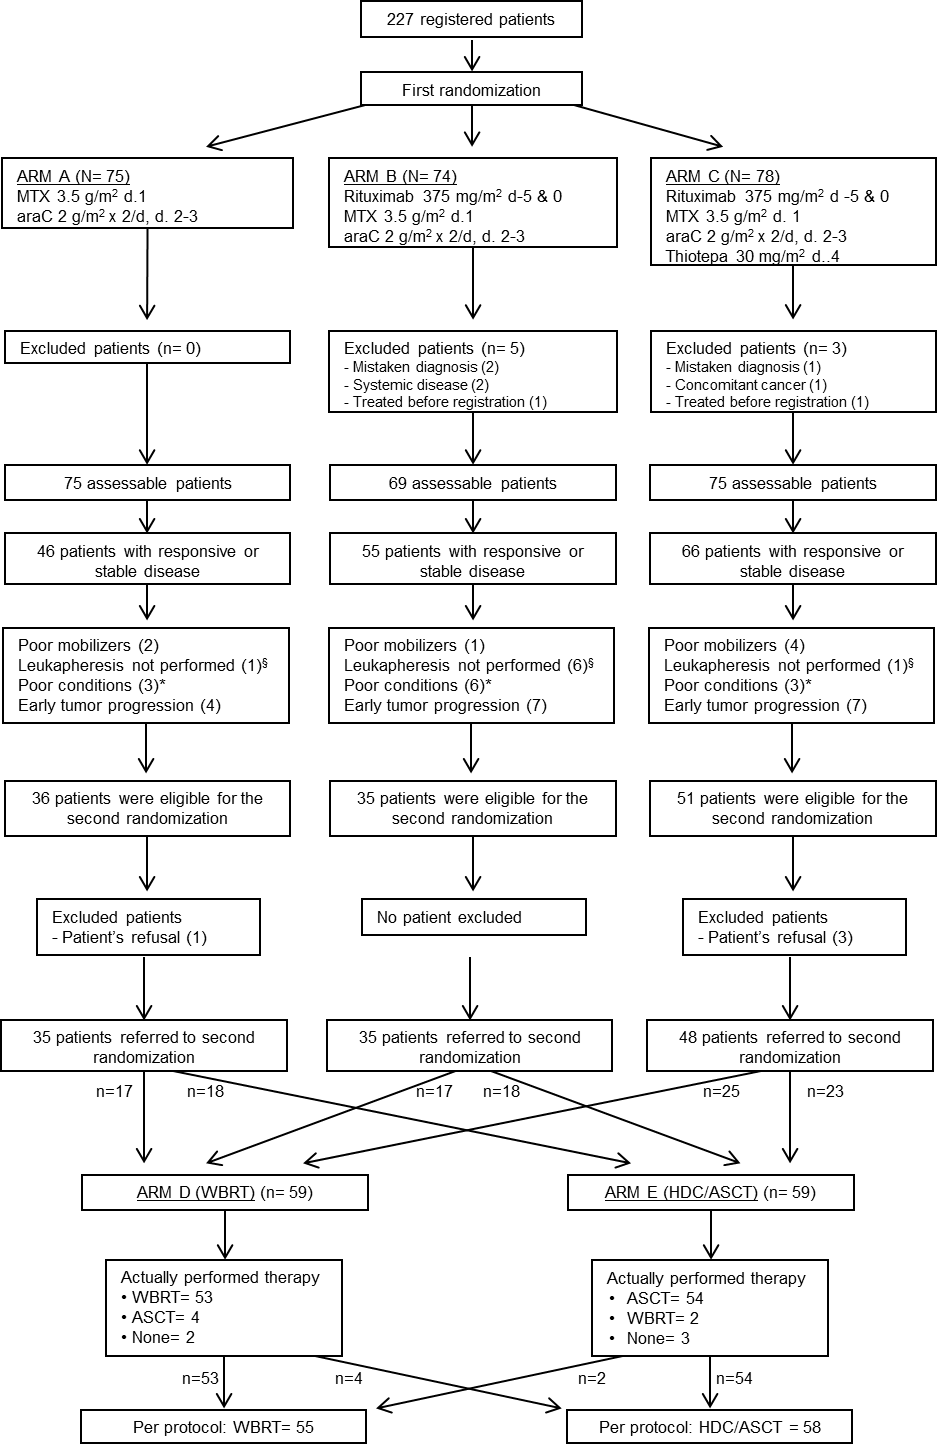 227 registered patients
First randomization
ARM A (N= 75)
MTX 3.5 g/m² d.1
araC 2 g/m² x 2/d, d. 2-3
ARM B (N= 74)
Rituximab 375 mg/m² d-5 & 0
MTX 3.5 g/m² d.1
araC 2 g/m² x 2/d, d. 2-3
ARM C (N= 78)
Rituximab 375 mg/m² d -5 & 0
MTX 3.5 g/m² d. 1
araC 2 g/m² x 2/d, d. 2-3
Thiotepa 30 mg/m² d..4
Excluded patients (n= 0)
Excluded patients (n= 5)
- Mistaken diagnosis (2)
- Systemic disease (2)
- Treated before registration (1)
Excluded patients (n= 3)
- Mistaken diagnosis (1)
- Concomitant cancer (1)
- Treated before registration (1)
75 assessable patients
69 assessable patients
75 assessable patients
46 patients with responsive or
stable disease
55 patients with responsive or
stable disease
66 patients with responsive or
stable disease
Poor mobilizers (2)
Leukapheresis not performed (1)§
Poor conditions (3)*
Early tumor progression (4)
Poor mobilizers (1)
Leukapheresis not performed (6)§
Poor conditions (6)*
Early tumor progression (7)
Poor mobilizers (4)
Leukapheresis not performed (1)§
Poor conditions (3)*
Early tumor progression (7)
36 patients were eligible for the
second randomization
35 patients were eligible for the
second randomization
51 patients were eligible for the
second randomization
Excluded patients
- Patient’s refusal (1)
No patient excluded
Excluded patients
- Patient’s refusal (3)
35 patients referred to second
randomization
35 patients referred to second
randomization
48 patients referred to second
randomization
n=17
n=18
n=17
n=18
n=25
n=23
ARM D (WBRT) (n= 59)
ARM E (HDC/ASCT) (n= 59)
Actually performed therapy
• WBRT= 53
• ASCT= 4
• None= 2
Actually performed therapy
• ASCT= 54
• WBRT= 2
• None= 3
n=53
n=4
n=2
n=54
Per protocol: WBRT= 55
Per protocol: HDC/ASCT = 58